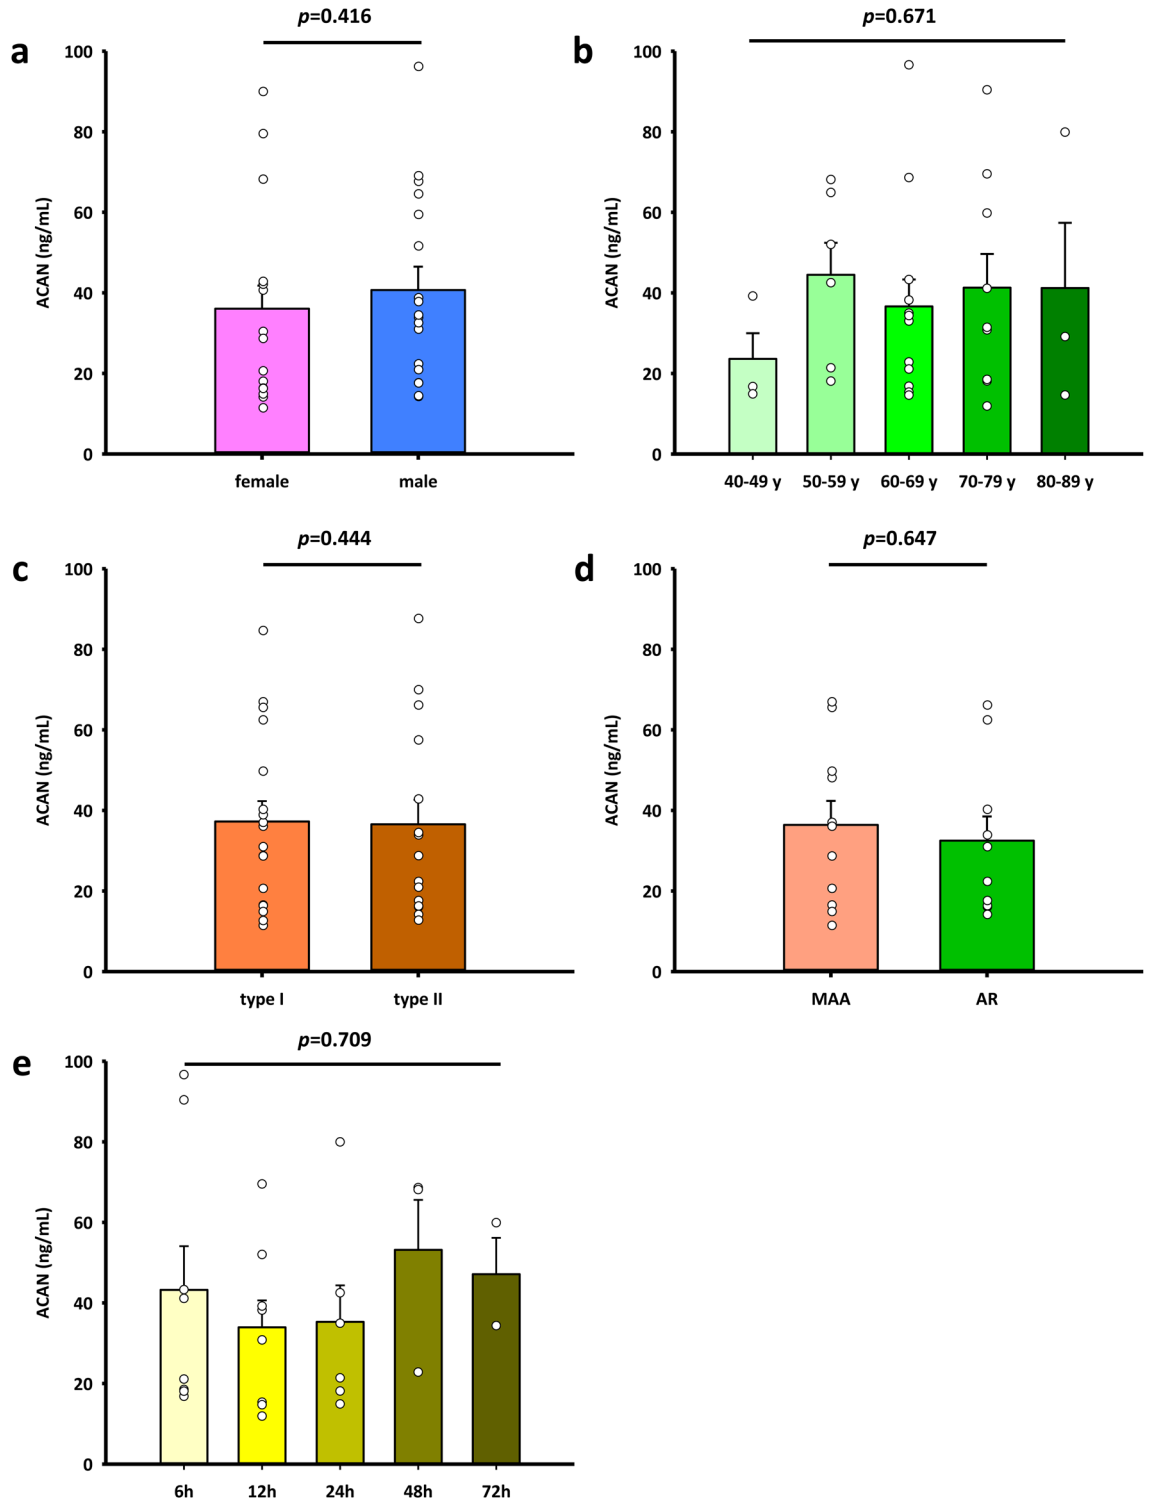 a
p=0.416
100
80
60
40
20
0
ACAN (ng/mL)
female
male
b
p=0.671
100
80
60
40
20
0
ACAN (ng/mL)
40-49 y
50-59 y
60-69 y
70-79 y
80-89 y
c
p=0.444
100
80
60
40
20
0
ACAN (ng/mL)
type I
type II
d
p=0.647
100
80
60
40
20
0
ACAN (ng/mL)
MAA
AR
e
p=0.709
100
80
60
40
20
0
ACAN (ng/mL)
6h
12h
24h
48h
72h